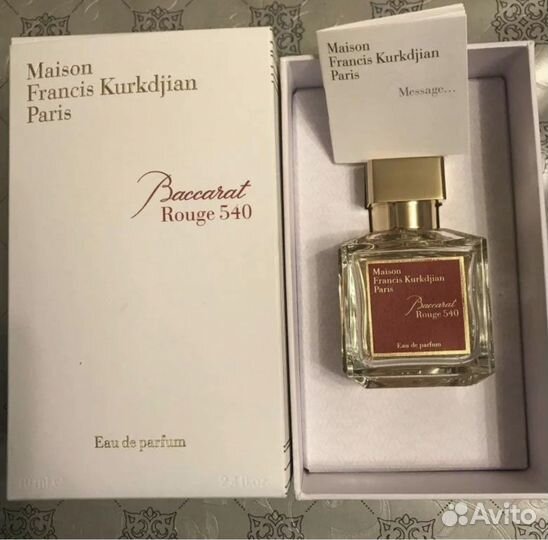 Maison
Francis Kurkdjian
Paris
Baccarat
Rouge 540
Eau de parfum
Maison
Francis Kurkdjian
Paris
Message...
Maison
Francis Kurkdjian
Paris
Baccarat
Rouge 540
Eau de parfum
Avito